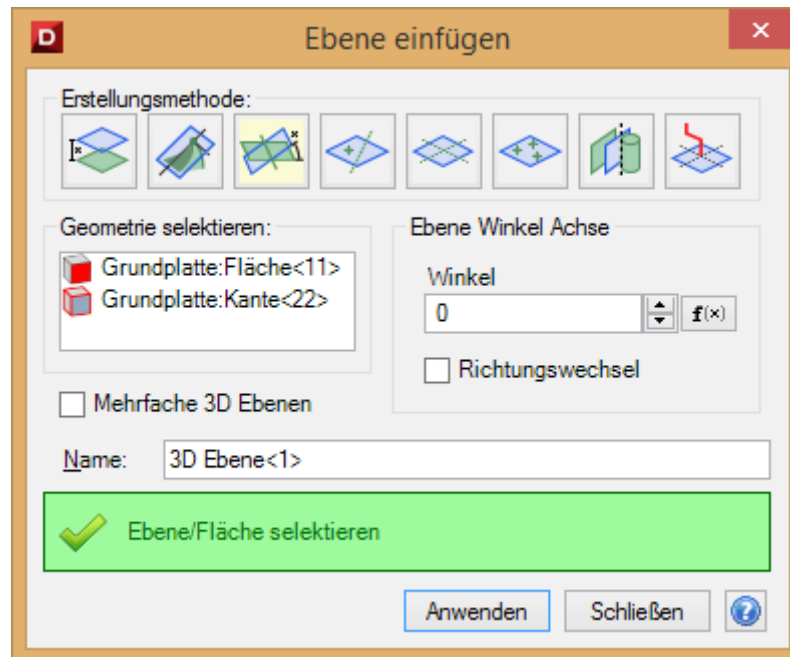 D
Ebene einfügen
Erstellungsmethode:
Geometrie selektieren:
Grundplatte:Fläche<11>
Grundplatte:Kante<22>
Ebene Winkel Achse
Winkel
0
f(x)
Richtungswechsel
Mehrfache 3D Ebenen
Name:
3D Ebene<1>
Ebene/Fläche selektieren
Anwenden
Schließen
?